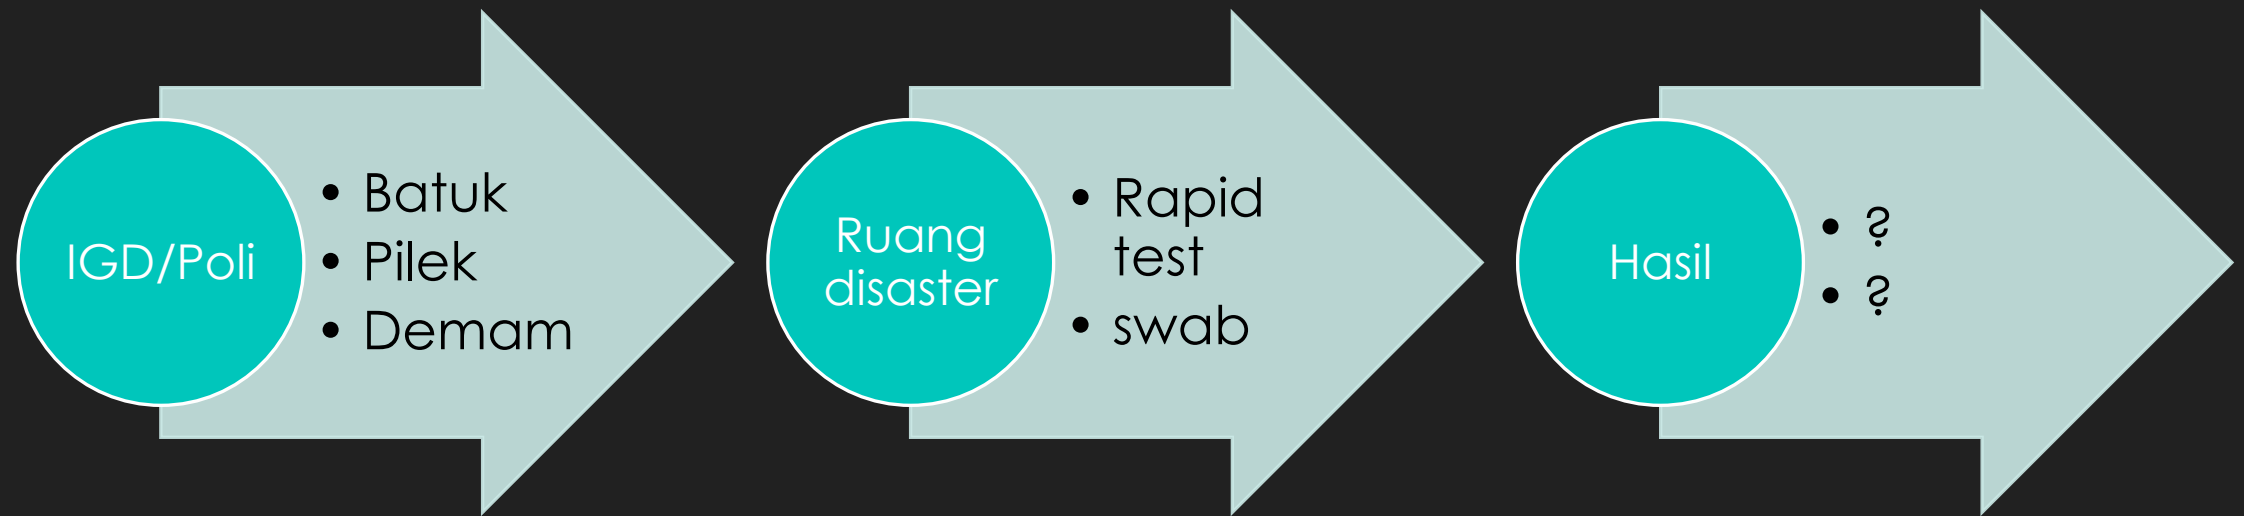 IGD/Poli
• Batuk
• Pilek
• Demam
Ruang
disaster
• Rapid
test
• swab
Hasil
• ?
• ?